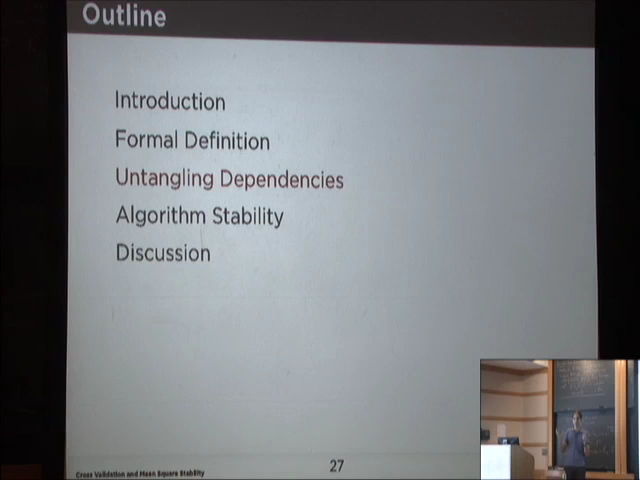 Outline
Introduction
Formal Definition
Untangling Dependencies
Algorithm Stability
Discussion
Cross Validation and Mean Square Stability
27